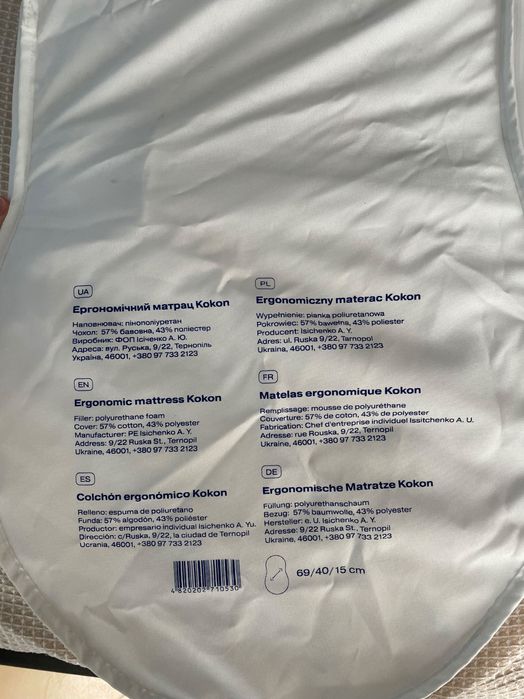 UA
Ергономічний матрац Kokon
Наповнювач: пінополіуретан
Чохол: 57% бавовна, 43% поліестер
Виробник: ФОП Ісіченко А. Ю.
Адреса: вул. Руська, 9/22, Тернопіль
Україна, 46001, +380 97 733 2123
EN
Ergonomic mattress Kokon
Filler: polyurethane foam
Cover: 57% cotton, 43% polyester
Manufacturer: PE Isichenko A. Y.
Address: 9/22 Ruska St., Ternopil
Ukraine, 46001, +380 97 733 2123
ES
Colchón ergonómico Kokon
Relleno: espuma de poliuretano
Funda: 57% algodón, 43% poliéster
Productor: empresario individual Isichenko A. Yu.
Dirección: c/Ruska, 9/22, la ciudad de Ternopil
Ucrania, 46001, +380 97 733 2123
PL
Ergonomiczny materac Kokon
Wypełnienie: pianka poliuretanowa
Pokrowiec: 57% bawełna, 43% poliester
Producent: Isichenko A. Y.
Adres: ul. Ruska 9/22, Tarnopol
Ukraina, 46001, +380 97 733 2123
FR
Matelas ergonomique Kokon
Remplissage: mousse de polyuréthane
Couverture: 57% de coton, 43% de polyester
Fabrication: Chef d'entreprise individuel Issitchenko A. U.
Adresse: rue Rouska, 9/22, Ternopil
Ukraine, 46001, +380 97 733 2123
DE
Ergonomische Matratze Kokon
Füllung: polyurethanschaum
Bezug: 57% baumwolle, 43% polyester
Hersteller: e. U. Isichenko A. Y.
Adresse: 9/22 Ruska St., Ternopil
Ukraine, 46001, +380 97 733 2123
4 820202 710530
69/40/15 cm